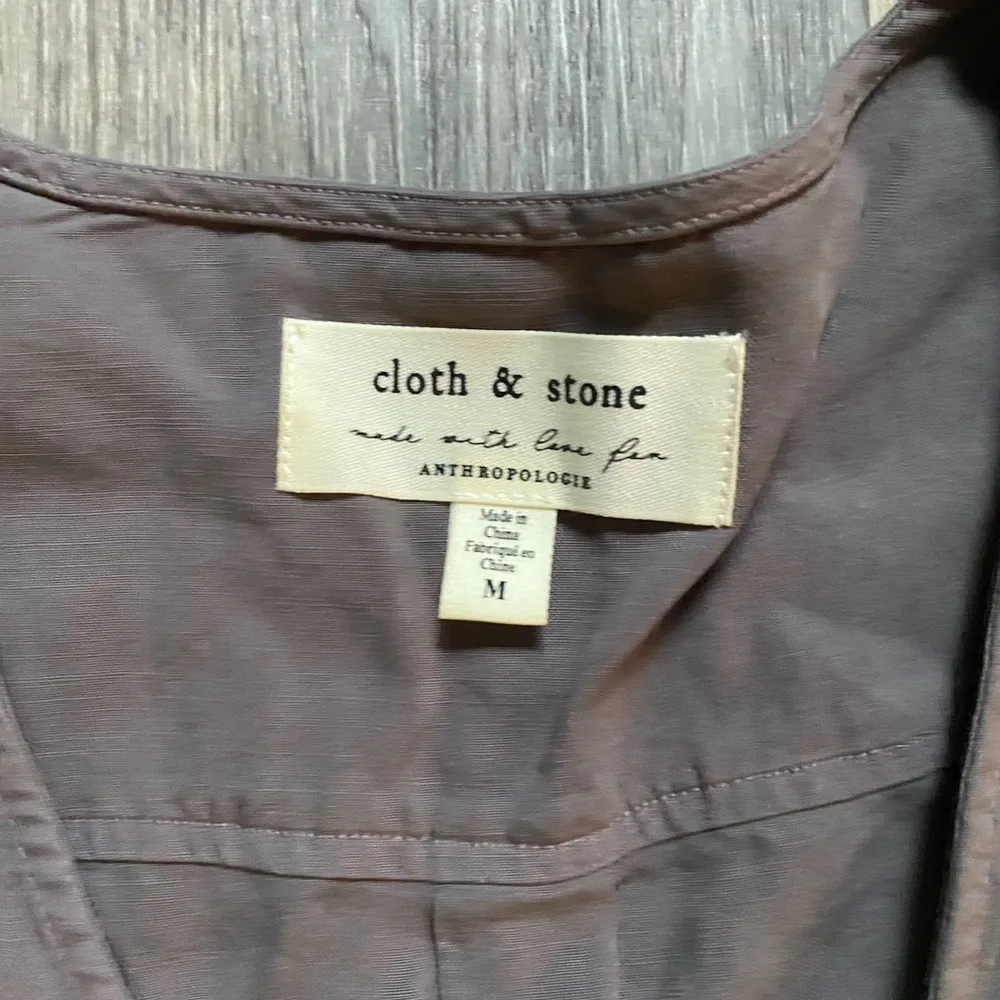 cloth & stone
made with love for
ANTHROPOLOGIE
Made in
China
Fabriqué en
Chine
M